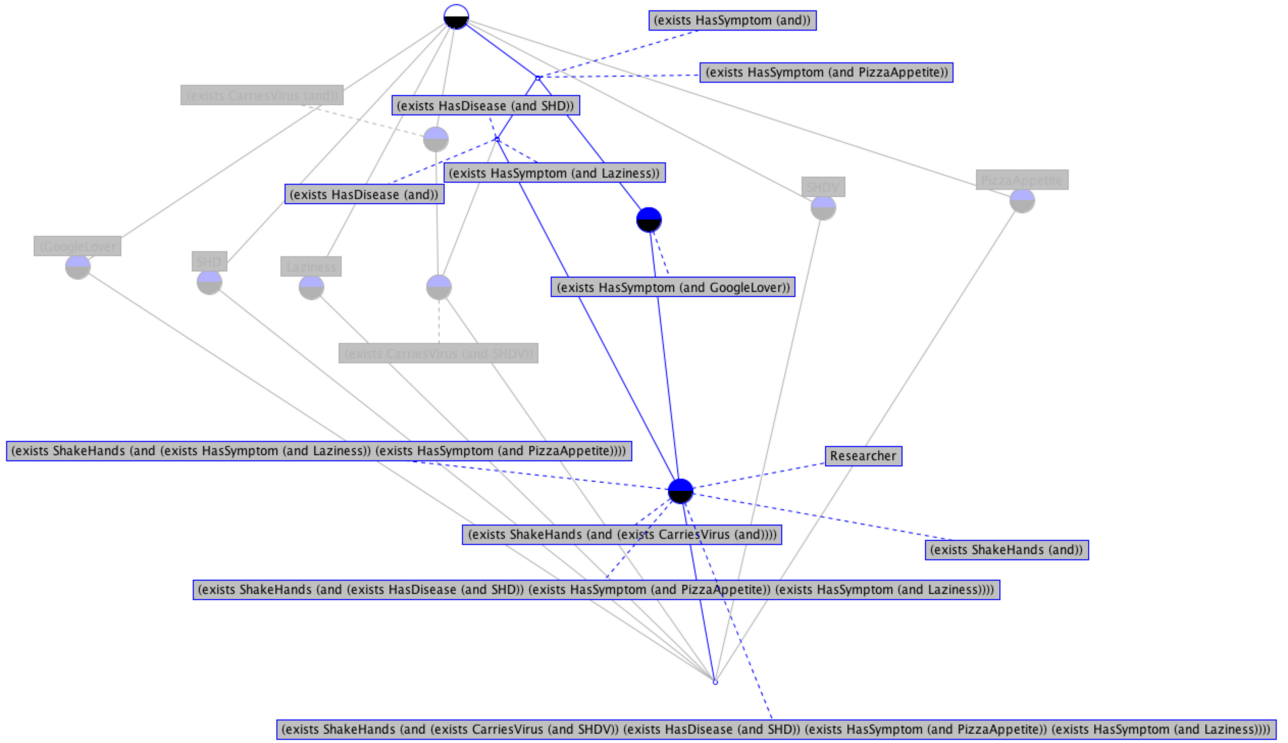 (exists HasSymptom (and))
(exists HasSymptom (and PizzaAppetite))
(exists CarriesVirus (and))
(exists HasDisease (and SHD))
(exists HasSymptom (and Laziness))
PizzaAppetite
SHDV
(exists HasDisease (and))
(GoogleLover
SHD
Laziness
(exists HasSymptom (and GoogleLover))
(exists CarriesVirus (and SHDV))
(exists ShakeHands (and (exists HasSymptom (and Laziness)) (exists HasSymptom (and PizzaAppetite))))
Researcher
(exists ShakeHands (and (exists CarriesVirus (and))))
(exists ShakeHands (and))
(exists ShakeHands (and (exists HasDisease (and SHD)) (exists HasSymptom (and PizzaAppetite)) (exists HasSymptom (and Laziness))))
(exists ShakeHands (and (exists CarriesVirus (and SHDV)) (exists HasDisease (and SHD)) (exists HasSymptom (and PizzaAppetite)) (exists HasSymptom (and Laziness))))